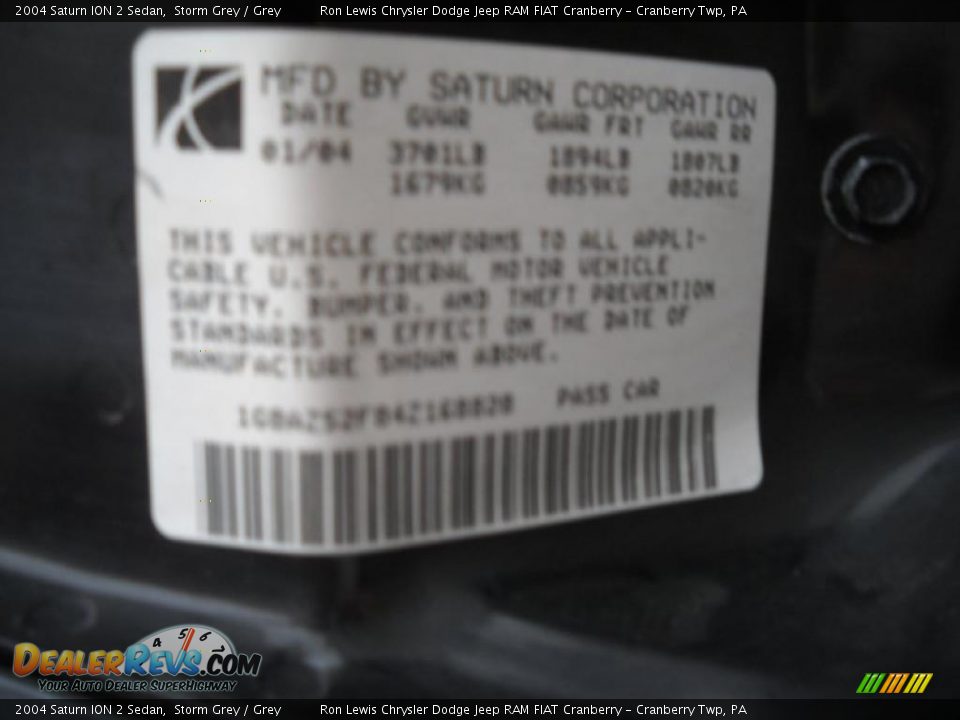 2004 Saturn ION 2 Sedan, Storm Grey / Grey Ron Lewis Chrysler Dodge Jeep RAM FIAT Cranberry - Cranberry Twp, PA
MFD BY SATURN CORPORATION
DATE GVWR GAWR FRT GAWR RR
01/04 3701LB 1894LB 1807LB
1679KG 0859KG 0820KG
THIS VEHICLE CONFORMS TO ALL APPLI-
CABLE U.S. FEDERAL MOTOR VEHICLE
SAFETY, BUMPER, AND THEFT PREVENTION
STANDARDS IN EFFECT ON THE DATE OF
MANUFACTURE SHOWN ABOVE.
PASS CAR
4 5 6 7
DealerRevs.com
Your Auto Dealer SuperHighway
2004 Saturn ION 2 Sedan, Storm Grey / Grey Ron Lewis Chrysler Dodge Jeep RAM FIAT Cranberry - Cranberry Twp, PA